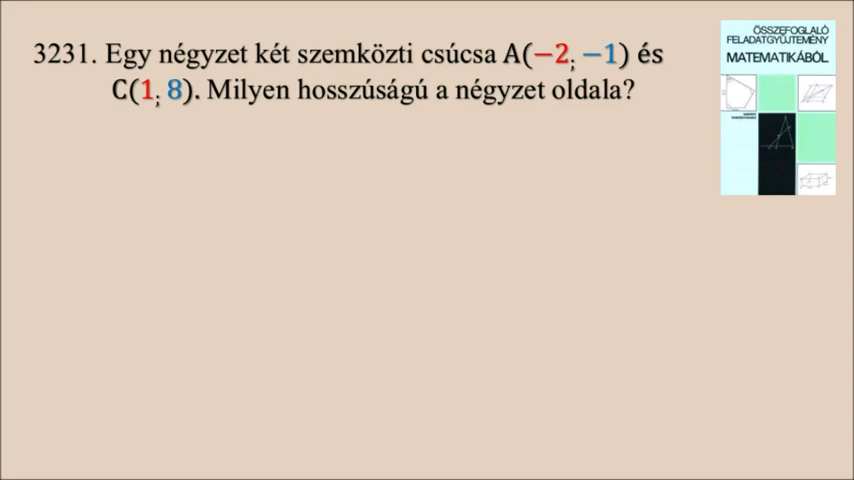 3231. Egy négyzet két szemközti csúcsa A(−2; −1) és
C(1; 8). Milyen hosszúságú a négyzet oldala?
ÖSSZEFOGLALÓ
FELADATGYŰJTEMÉNY
MATEMATIKÁBÓL